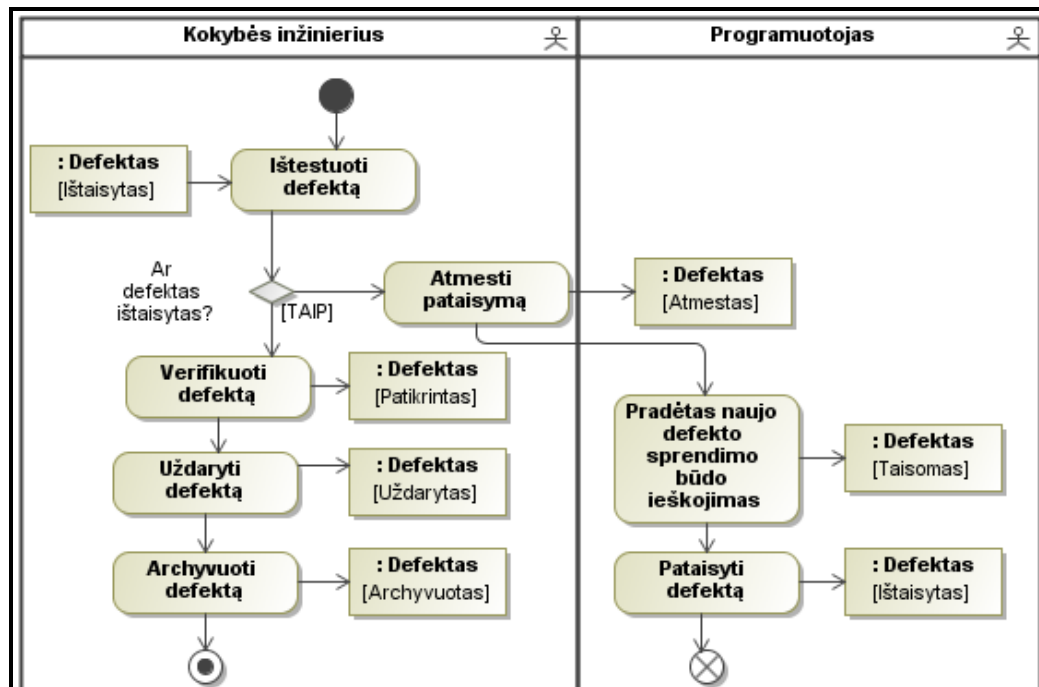 Kokybės inžinierius
Programuotojas
: Defektas
[Ištaisytas]
Ištestuoti
defektą
Ar
defektas
ištaisytas?
[TAIP]
Atmesti
pataisymą
: Defektas
[Atmestas]
Verifikuoti
defektą
: Defektas
[Patikrintas]
Pradėtas naujo
defekto
sprendimo
būdo
ieškojimas
: Defektas
[Taisomas]
Uždaryti
defektą
: Defektas
[Uždarytas]
Archyvuoti
defektą
: Defektas
[Archyvuotas]
Pataisyti
defektą
: Defektas
[Ištaisytas]